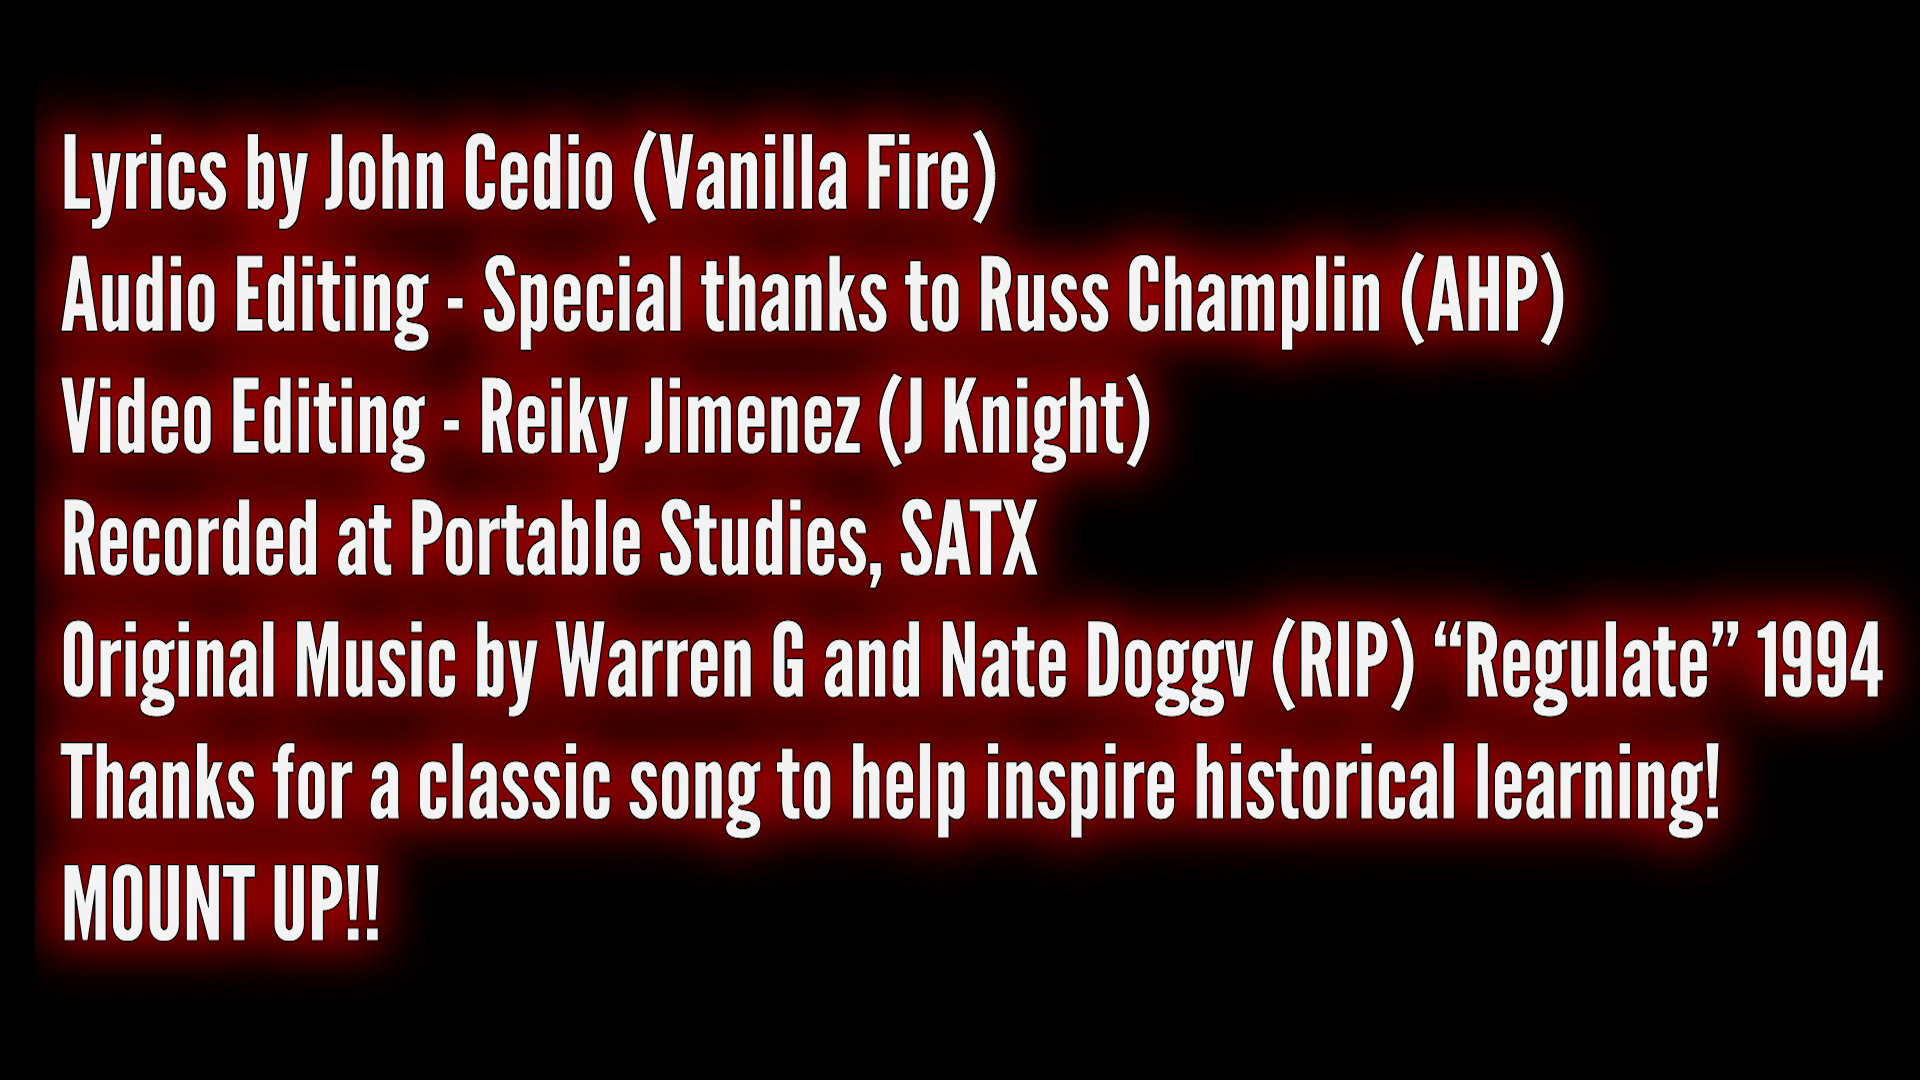 Lyrics by John Cedio (Vanilla Fire)
Audio Editing - Special thanks to Russ Champlin (AHP)
Video Editing - Reiky Jimenez (J Knight)
Recorded at Portable Studies, SATX
Original Music by Warren G and Nate Doggv (RIP) “Regulate” 1994
Thanks for a classic song to help inspire historical learning!
MOUNT UP!!